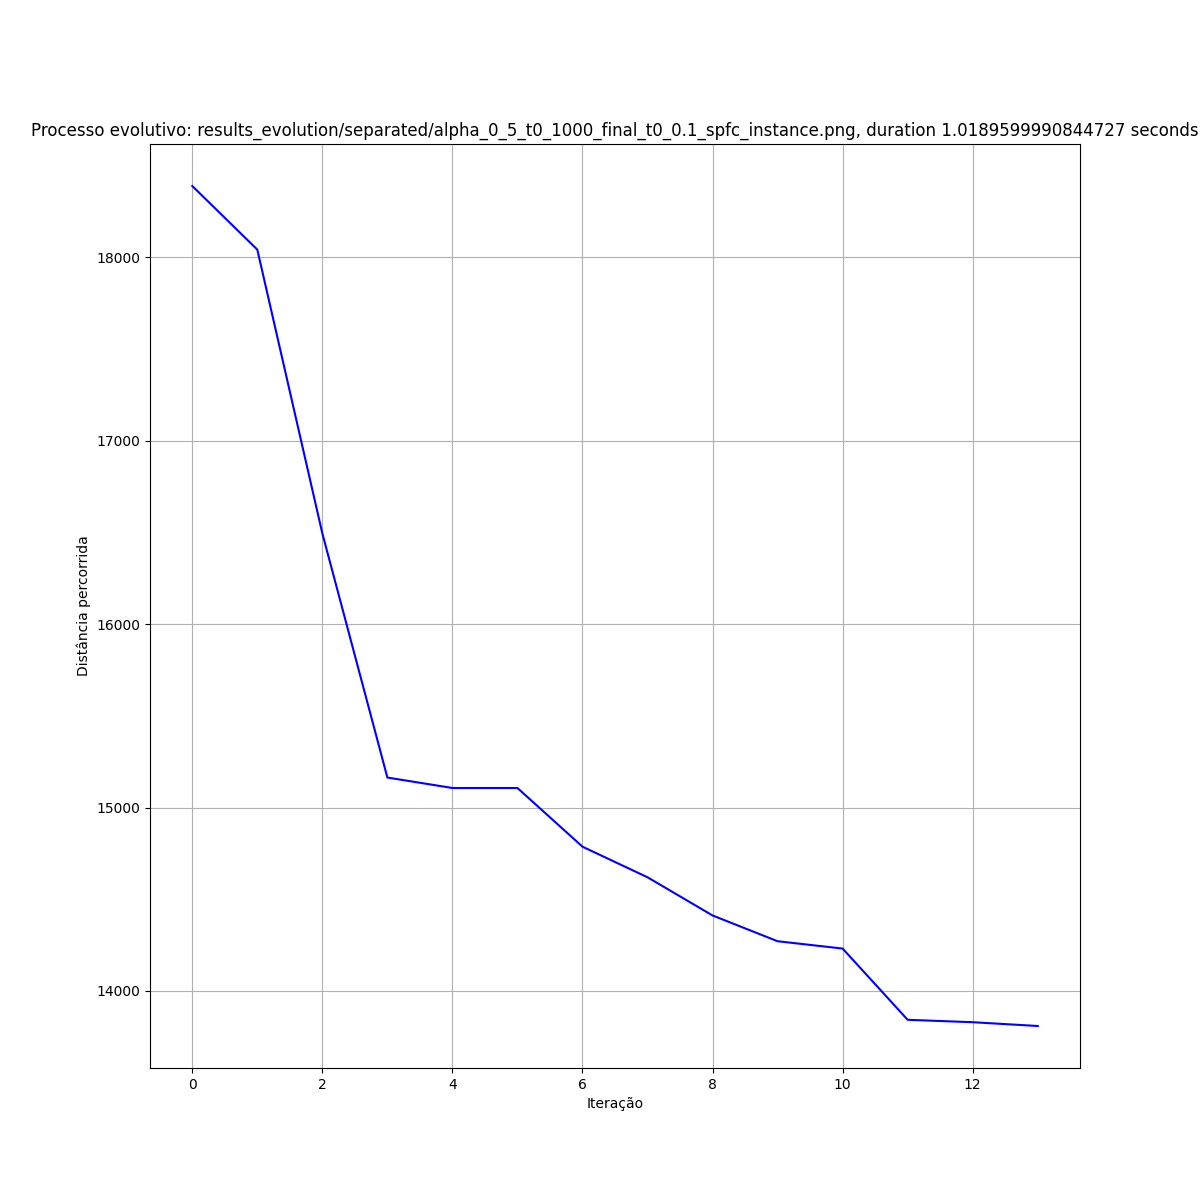 Processo evolutivo: results_evolution/separated/alpha_0_5_t0_1000_final_t0_0.1_spfc_instance.png, duration 1.0189599990844727 seconds
18000
17000
16000
15000
14000
Distância percorrida
0 2 4 6 8 10 12
Iteração